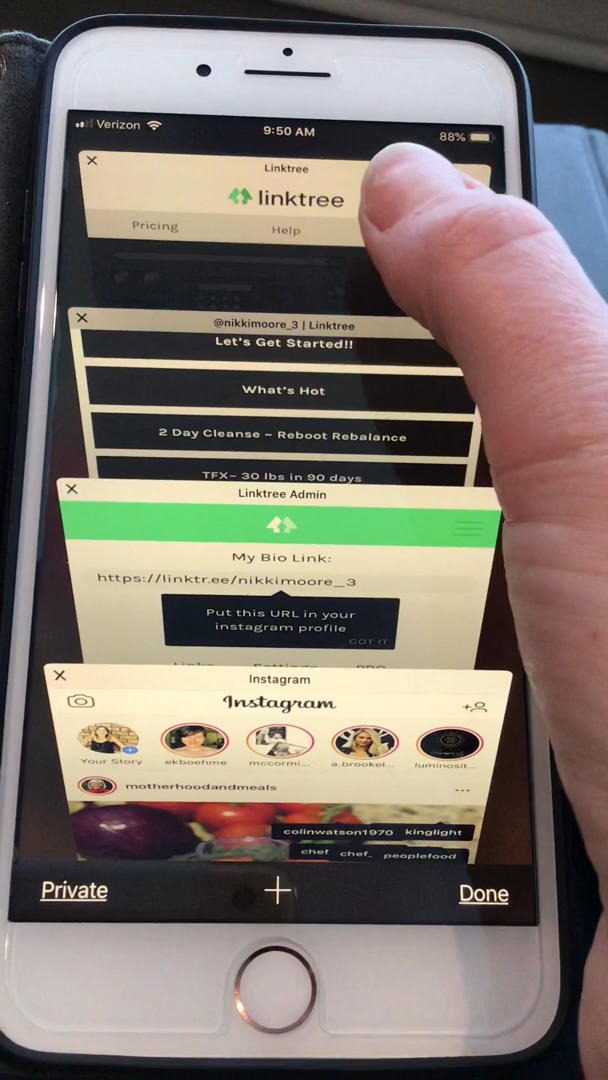 Verizon
9:50 AM
88%
Linktree
linktree
Pricing
Help
@nikkimoore_3 | Linktree
Let's Get Started!!
What's Hot
2 Day Cleanse ~ Reboot Rebalance
TFX~ 30 lbs in 90 days
Linktree Admin
My Bio Link:
https://linktr.ee/nikkimoore_3
Put this URL in your
instagram profile
GOT IT
Links Settings PRO
Instagram
Instagram
Your Story ekboehme mccormi... a.brookel... luminosit...
motherhoodandmeals
colinwatson1970 kinglight
chef chef_ peoplefood
Private
Done